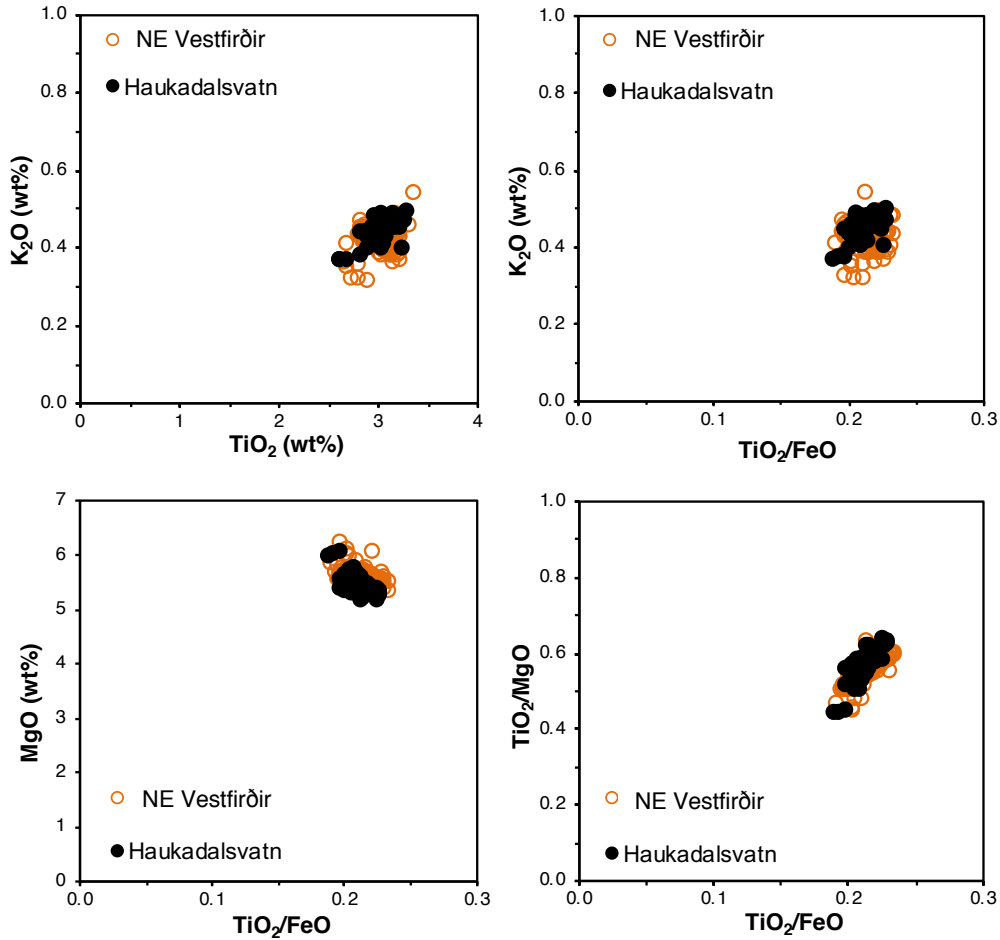 1.0
0.8
0.6
0.4
0.2
0.0
K₂O (wt%)
NE Vestfirðir
Haukadalsvatn
0 1 2 3 4
TiO₂ (wt%)
1.0
0.8
0.6
0.4
0.2
0.0
K₂O (wt%)
NE Vestfirðir
Haukadalsvatn
0.0 0.1 0.2 0.3
TiO₂/FeO
7
6
5
4
3
2
1
0
MgO (wt%)
NE Vestfirðir
Haukadalsvatn
0.0 0.1 0.2 0.3
TiO₂/FeO
1.0
0.8
0.6
0.4
0.2
0.0
TiO₂/MgO
NE Vestfirðir
Haukadalsvatn
0.0 0.1 0.2 0.3
TiO₂/FeO